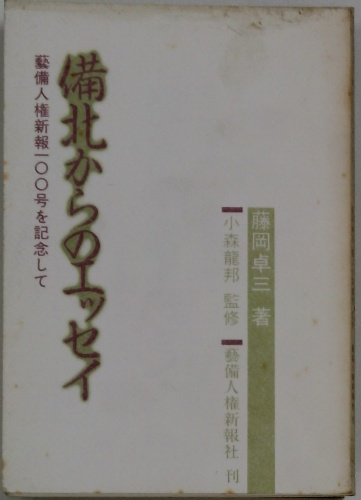 藤岡卓三 著
小森龍邦 監修
藝備人権新報社 刊
備北からのエッセイ
藝備人権新報一〇〇号を記念して